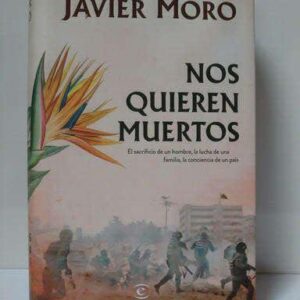 JAVIER MORO
NOS
QUIEREN
MUERTOS
El sacrificio de un hombre, la lucha de una
familia, la conciencia de un país